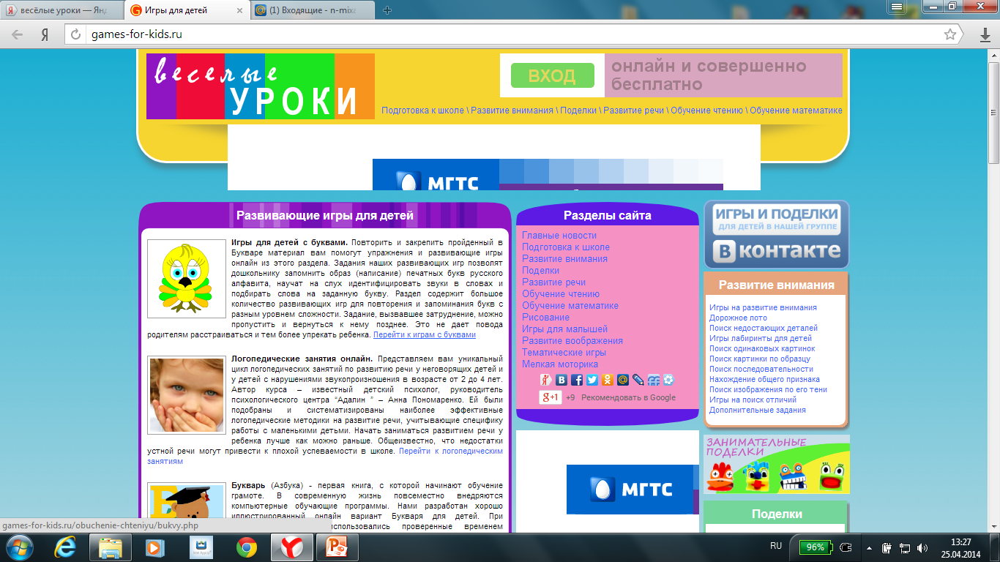 весёлые уроки — Янд
Игры для детей
(1) Входящие - n-mixa
games-for-kids.ru
весёлые
УРОКИ
ВХОД
онлайн и совершенно
бесплатно
Подготовка к школе \ Развитие внимания \ Поделки \ Развитие речи \ Обучение чтению \ Обучение математике
МГТС
Развивающие игры для детей
Игры для детей с буквами. Повторить и закрепить пройденный в
Букваре материал вам помогут упражнения и развивающие игры
онлайн из этого раздела. Задания наших развивающих игр позволят
дошкольнику запомнить образ (написание) печатных букв русского
алфавита, научат на слух идентифицировать звуки в словах и
подбирать слова на заданную букву. Раздел содержит большое
количество развивающих игр для повторения и запоминания букв с
разным уровнем сложности. Задание, вызвавшее затруднение, можно
пропустить и вернуться к нему позднее. Это не дает повода
родителям расстраиваться и тем более упрекать ребенка. Перейти к играм с буквами
Логопедические занятия онлайн. Представляем вам уникальный
цикл логопедических занятий по развитию речи у неговорящих детей и
у детей с нарушениями звукопроизношения в возрасте от 2 до 4 лет.
Автор курса – известный детский психолог, руководитель
психологического центра "Адалин " – Анна Пономаренко. Ей были
подобраны и систематизированы наиболее эффективные
логопедические методики на развитие речи, учитывающие специфику
работы с маленькими детьми. Начать заниматься развитием речи у
ребенка лучше как можно раньше. Общеизвестно, что недостатки
устной речи могут привести к плохой успеваемости в школе. Перейти к логопедическим
занятиям
Букварь (Азбука) - первая книга, с которой начинают обучение
грамоте. В современную жизнь повсеместно внедряются
компьютерные обучающие программы. Нами разработан хорошо
иллюстрированный онлайн вариант Букваря для детей. При
использовались проверенные временем
Разделы сайта
Главные новости
Подготовка к школе
Развитие внимания
Поделки
Развитие речи
Обучение чтению
Обучение математике
Рисование
Игры для малышей
Развитие воображения
Тематические игры
Мелкая моторика
g+1 +9 Рекомендовать в Google
МГТС
ИГРЫ И ПОДЕЛКИ
ДЛЯ ДЕТЕЙ В НАШЕЙ ГРУППЕ
В контакте
Развитие внимания
Игры на развитие внимания
Дорожное лото
Поиск недостающих деталей
Игры лабиринты для детей
Поиск одинаковых картинок
Поиск картинки по образцу
Поиск последовательности
Нахождение общего признака
Поиск изображения по его тени
Игры на поиск отличий
Дополнительные задания
ЗАНИМАТЕЛЬНЫЕ
ПОДЕЛКИ
Поделки
games-for-kids.ru/obuchenie-chteniyu/bukvy.php
RU
96%
13:27
25.04.2014